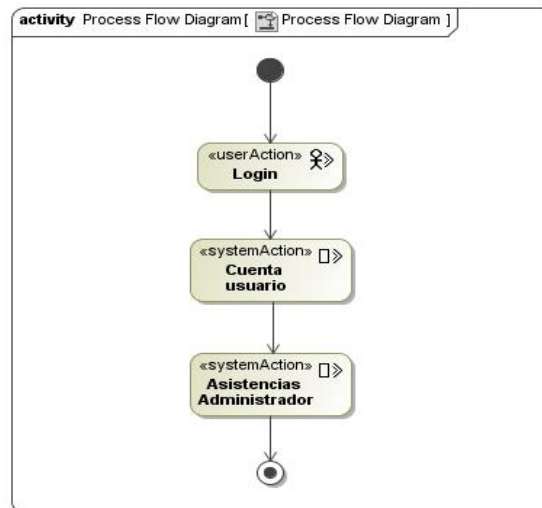 activity Process Flow Diagram[ Process Flow Diagram ]
«userAction»
Login
«systemAction»
Cuenta
usuario
«systemAction»
Asistencias
Administrador